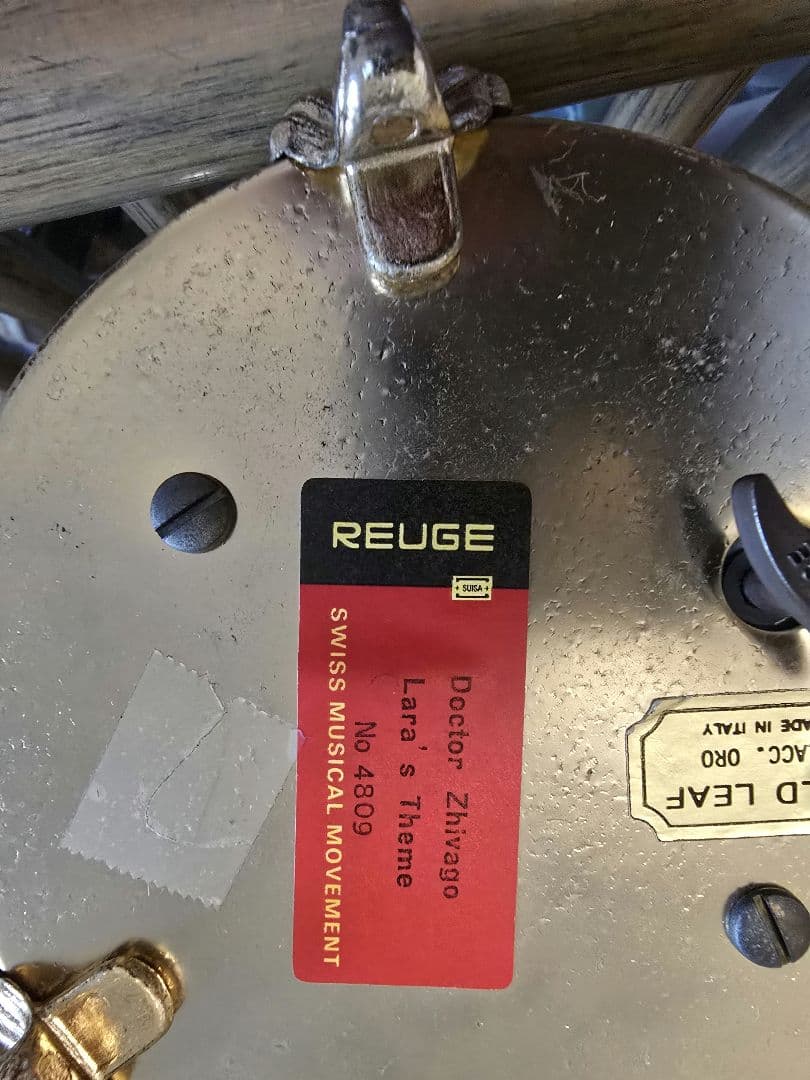 REUGE
+ SUISA +
SWISS MUSICAL MOVEMENT
Doctor Zhivago
Lara's Theme
No 4809
LD LEAF
ACC. ORO
ADE IN ITALY